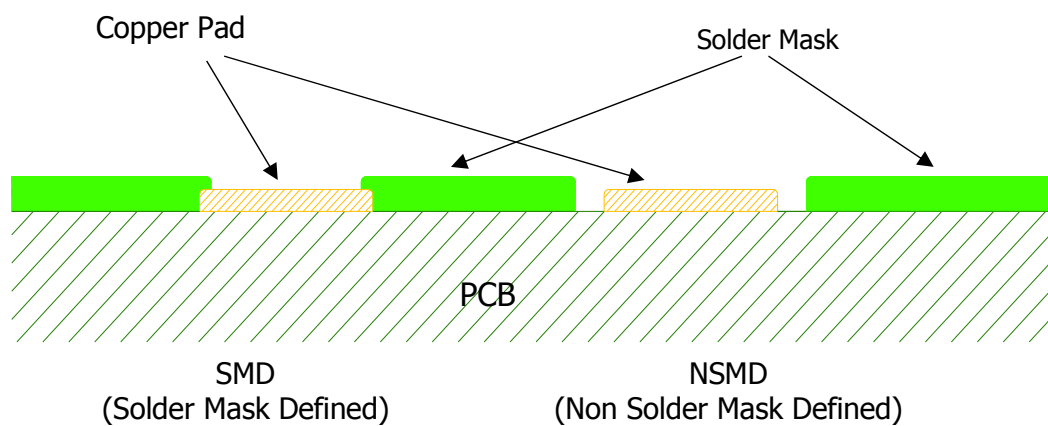 Copper Pad
Solder Mask
PCB
SMD
(Solder Mask Defined)
NSMD
(Non Solder Mask Defined)